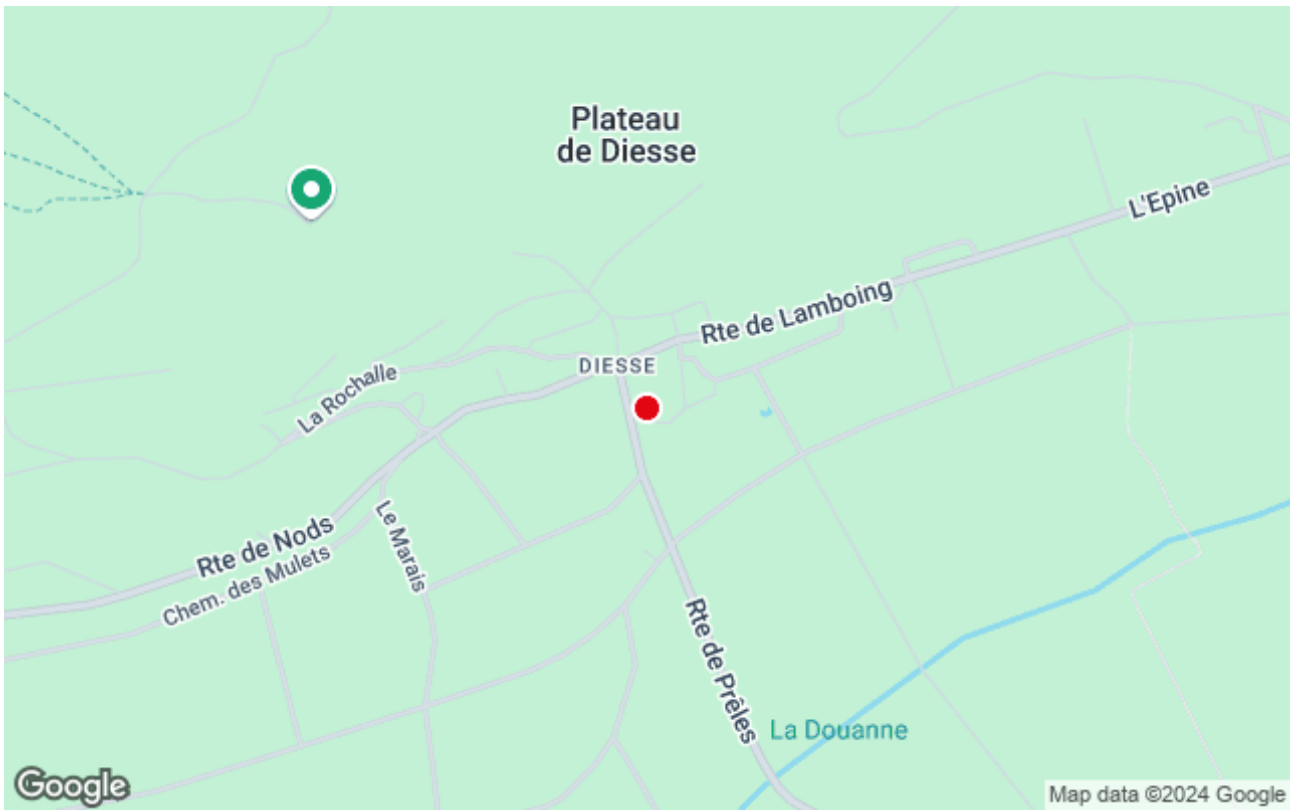 Plateau
de Diesse
L'Epine
Rte de Lamboing
DIESSE
La Rochalle
Le Marais
Rte de Nods
Chem. des Mulets
Rte de Prêles
La Douanne
Google
Map data ©2024 Google